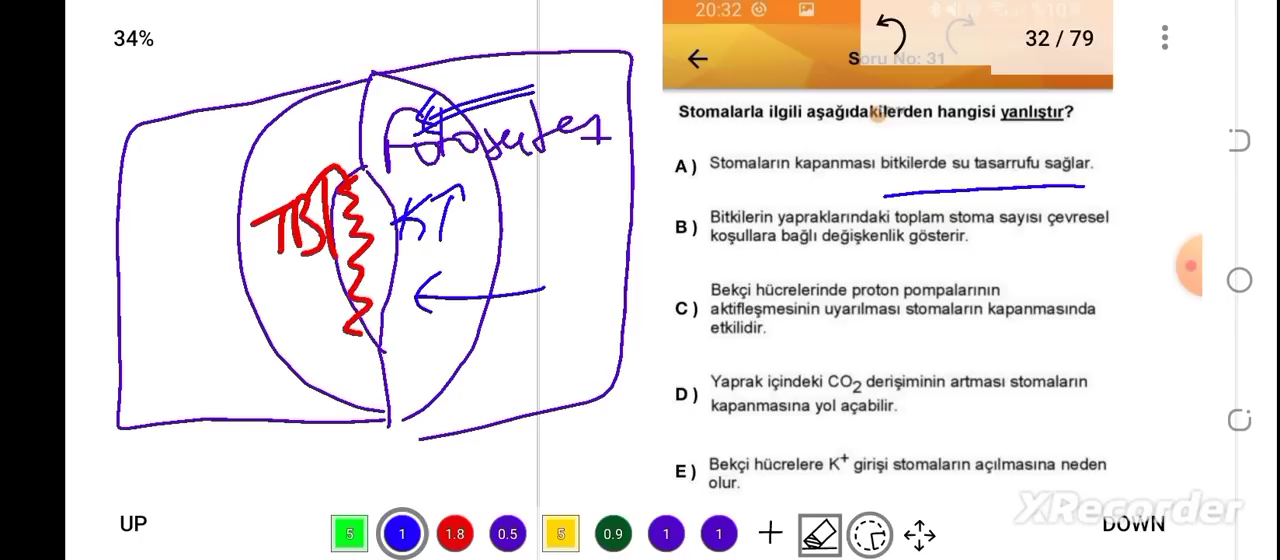 34%
20:32
32 / 79
Soru No: 31
Stomalarla ilgili aşağıdakilerden hangisi yanlıştır?
A) Stomaların kapanması bitkilerde su tasarrufu sağlar.
B) Bitkilerin yapraklarındaki toplam stoma sayısı çevresel
koşullara bağlı değişkenlik gösterir.
C) Bekçi hücrelerinde proton pompalarının
aktifleşmesinin uyarılması stomaların kapanmasında
etkilidir.
D) Yaprak içindeki CO₂ derişiminin artması stomaların
kapanmasına yol açabilir.
E) Bekçi hücrelere K⁺ girişi stomaların açılmasına neden
olur.
TB
KT
UP
5
1
1.8
0.5
5
0.9
1
1
DOWN
XRecorder